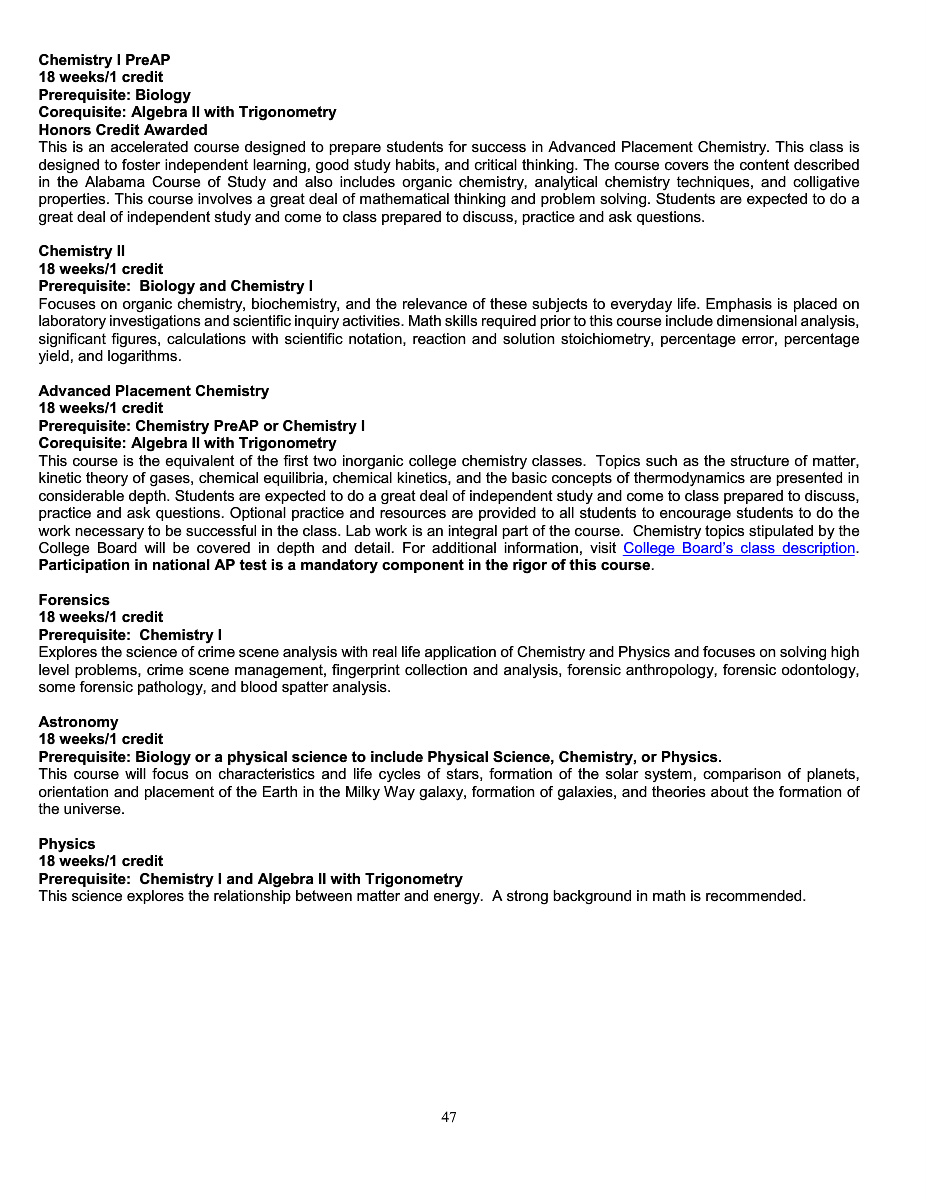 Chemistry I PreAP
18 weeks/1 credit
Prerequisite: Biology
Corequisite: Algebra II with Trigonometry
Honors Credit Awarded
This is an accelerated course designed to prepare students for success in Advanced Placement Chemistry. This class is
designed to foster independent learning, good study habits, and critical thinking. The course covers the content described
in the Alabama Course of Study and also includes organic chemistry, analytical chemistry techniques, and colligative
properties. This course involves a great deal of mathematical thinking and problem solving. Students are expected to do a
great deal of independent study and come to class prepared to discuss, practice and ask questions.
Chemistry II
18 weeks/1 credit
Prerequisite:  Biology and Chemistry I
Focuses on organic chemistry, biochemistry, and the relevance of these subjects to everyday life. Emphasis is placed on
laboratory investigations and scientific inquiry activities. Math skills required prior to this course include dimensional analysis,
significant figures, calculations with scientific notation, reaction and solution stoichiometry, percentage error, percentage
yield, and logarithms.
Advanced Placement Chemistry
18 weeks/1 credit
Prerequisite: Chemistry PreAP or Chemistry I
Corequisite: Algebra II with Trigonometry
This course is the equivalent of the first two inorganic college chemistry classes.  Topics such as the structure of matter,
kinetic theory of gases, chemical equilibria, chemical kinetics, and the basic concepts of thermodynamics are presented in
considerable depth. Students are expected to do a great deal of independent study and come to class prepared to discuss,
practice and ask questions. Optional practice and resources are provided to all students to encourage students to do the
work necessary to be successful in the class. Lab work is an integral part of the course.  Chemistry topics stipulated by the
College Board will be covered in depth and detail. For additional information, visit College Board's class description.
Participation in national AP test is a mandatory component in the rigor of this course.
Forensics
18 weeks/1 credit
Prerequisite:  Chemistry I
Explores the science of crime scene analysis with real life application of Chemistry and Physics and focuses on solving high
level problems, crime scene management, fingerprint collection and analysis, forensic anthropology, forensic odontology,
some forensic pathology, and blood spatter analysis.
Astronomy
18 weeks/1 credit
Prerequisite: Biology or a physical science to include Physical Science, Chemistry, or Physics.
This course will focus on characteristics and life cycles of stars, formation of the solar system, comparison of planets,
orientation and placement of the Earth in the Milky Way galaxy, formation of galaxies, and theories about the formation of
the universe.
Physics
18 weeks/1 credit
Prerequisite:  Chemistry I and Algebra II with Trigonometry
This science explores the relationship between matter and energy.  A strong background in math is recommended.
47